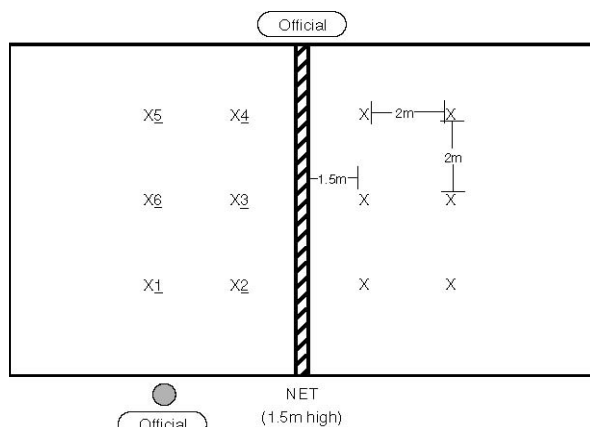 Official
X5 X4 X 2m X
2m
1.5m
X6 X3 X X
X1 X2 X X
NET
(1.5m high)
Official